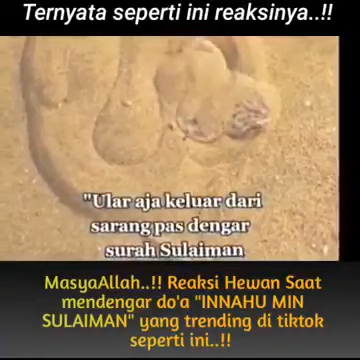 Ternyata seperti ini reaksinya..!!
"Ular aja keluar dari
sarang pas dengar
surah Sulaiman
MasyaAllah..!! Reaksi Hewan Saat
mendengar do'a "INNAHU MIN
SULAIMAN" yang trending di tiktok
seperti ini..!!